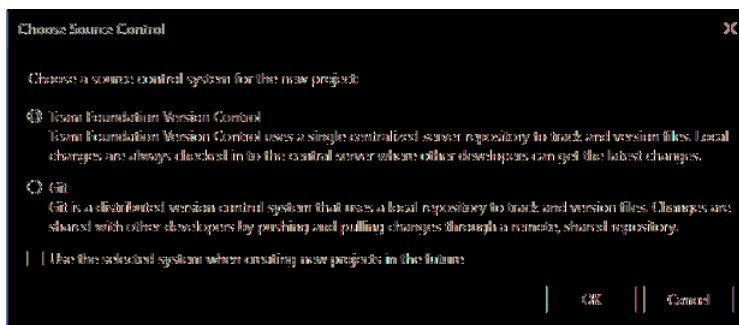 Choose Source Control
Choose a source control system for the new project:
Team Foundation Version Control
Team Foundation Version Control uses a single centralized server repository to track and version files. Local
changes are always checked in to the central server where other developers can get the latest changes.
Git
Git is a distributed version control system that uses a local repository to track and version files. Changes are
shared with other developers by pushing and pulling changes through a remote, shared repository.
Use the selected system when creating new projects in the future
OK Cancel